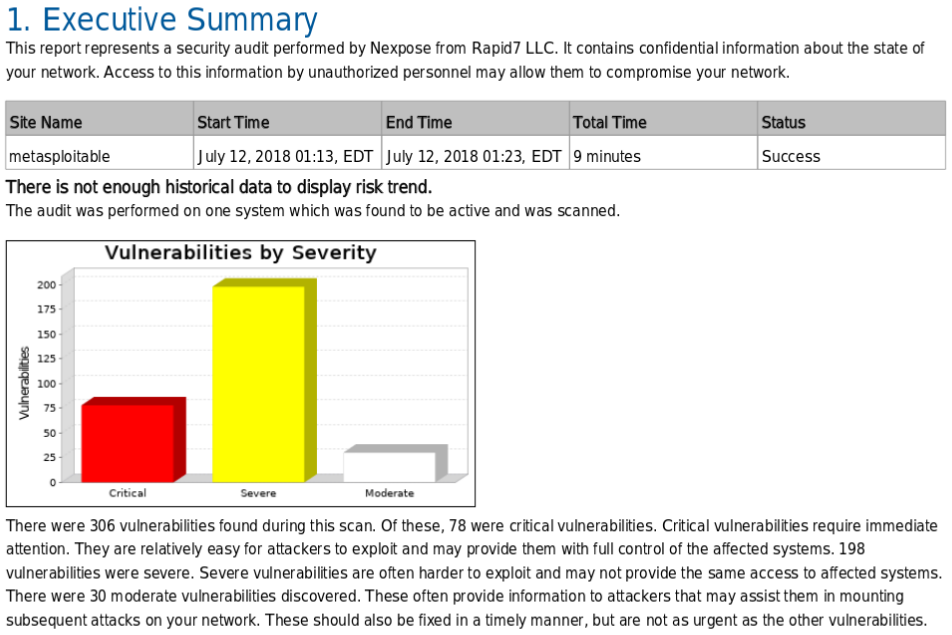 1. Executive Summary
This report represents a security audit performed by Nexpose from Rapid7 LLC. It contains confidential information about the state of
your network. Access to this information by unauthorized personnel may allow them to compromise your network.
Site Name Start Time End Time Total Time Status
metasploitable July 12, 2018 01:13, EDT July 12, 2018 01:23, EDT 9 minutes Success
There is not enough historical data to display risk trend.
The audit was performed on one system which was found to be active and was scanned.
Vulnerabilities by Severity
200
175
150
125
100
75
50
25
0
Vulnerabilities
Critical Severe Moderate
There were 306 vulnerabilities found during this scan. Of these, 78 were critical vulnerabilities. Critical vulnerabilities require immediate
attention. They are relatively easy for attackers to exploit and may provide them with full control of the affected systems. 198
vulnerabilities were severe. Severe vulnerabilities are often harder to exploit and may not provide the same access to affected systems.
There were 30 moderate vulnerabilities discovered. These often provide information to attackers that may assist them in mounting
subsequent attacks on your network. These should also be fixed in a timely manner, but are not as urgent as the other vulnerabilities.